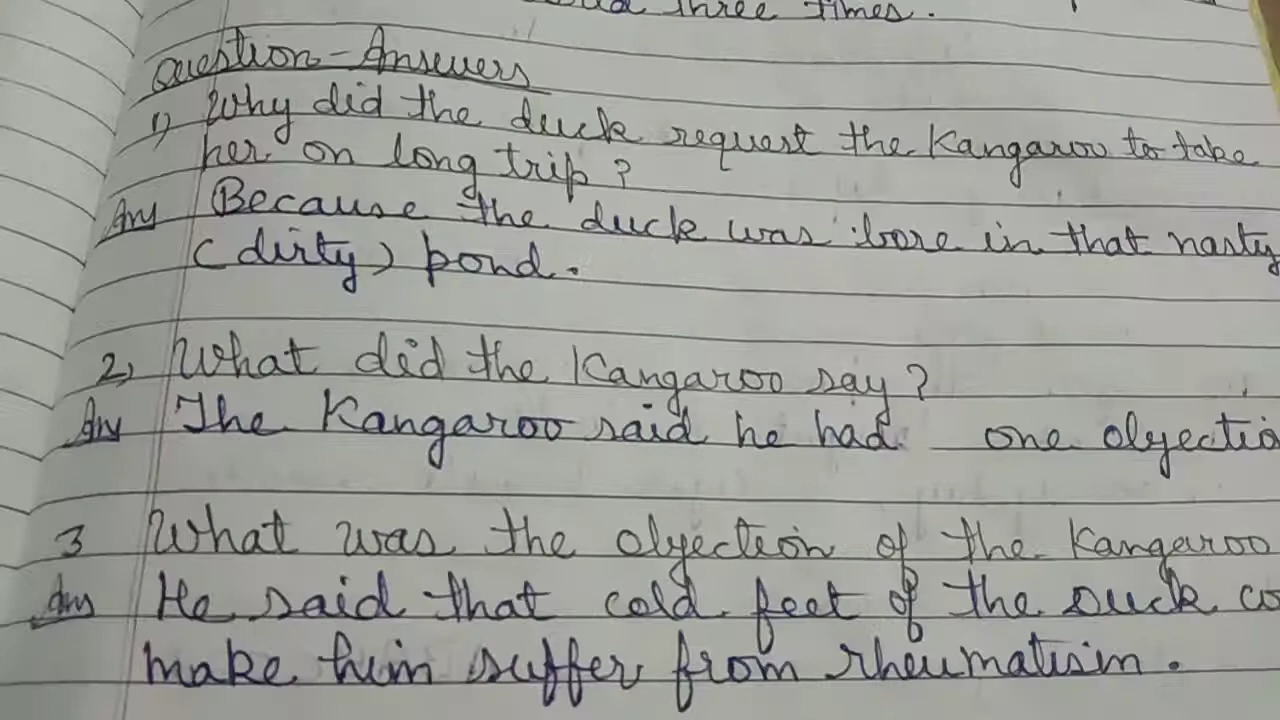 three times.
Question-Answers
1) Why did the duck request the Kangaroo to take
her on long trip?
Ans Because the duck was bore in that nasty
(dirty) pond.
2) What did the Kangaroo say?
Ans The Kangaroo said he had one objectio
3 What was the objection of the Kangaroo
Ans He said that cold feet of the duck co
make him suffer from rheumatism.